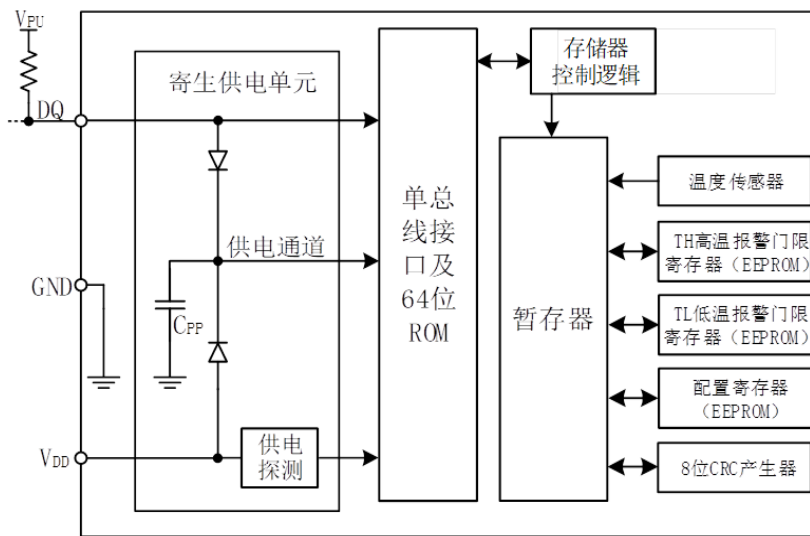 V_PU
DQ
GND
V_DD
寄生供电单元
供电通道
C_PP
供电
探测
单总
线接
口及
64位
ROM
存储器
控制逻辑
暂存器
温度传感器
TH高温报警门限
寄存器（EEPROM）
TL低温报警门限
寄存器（EEPROM）
配置寄存器
（EEPROM）
8位CRC产生器